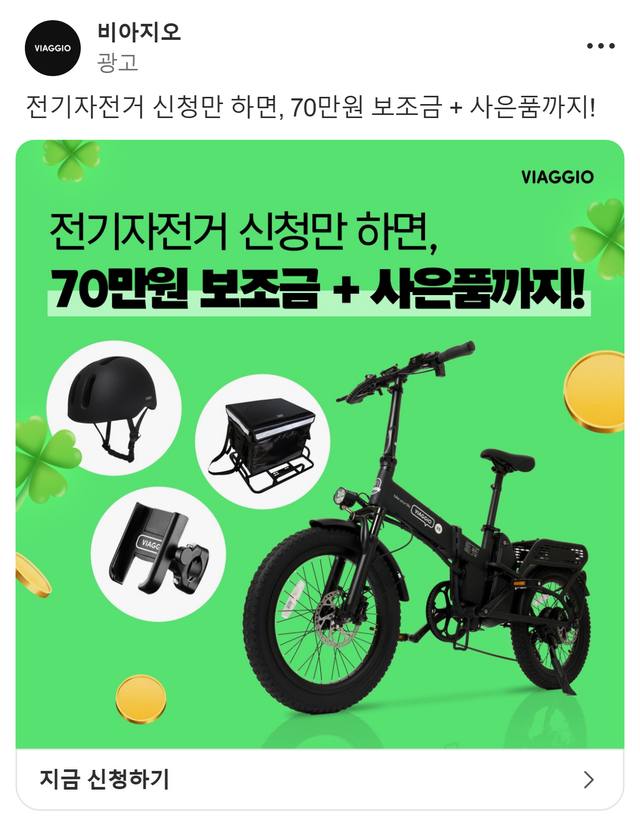 VIAGGIO
비아지오
광고
전기자전거 신청만 하면, 70만원 보조금 + 사은품까지!
VIAGGIO
전기자전거 신청만 하면,
70만원 보조금 + 사은품까지!
VIAGG
VIAGGIO
지금 신청하기